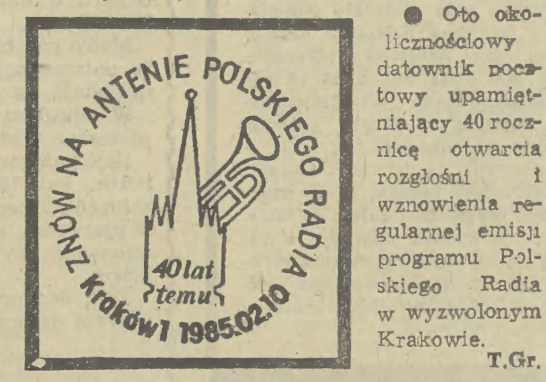 ZNÓW NA ANTENIE POLSKIEGO RADIA
40 lat
temu
Kraków 1 1985.02.10
● Oto oko-
licznościowy
datownik pocz-
towy upamięt-
niający 40 rocz-
nicę otwarcia
rozgłośni i
wznowienia re-
gularnej emisji
programu Pol-
skiego Radia
w wyzwolonym
Krakowie.
T.Gr.